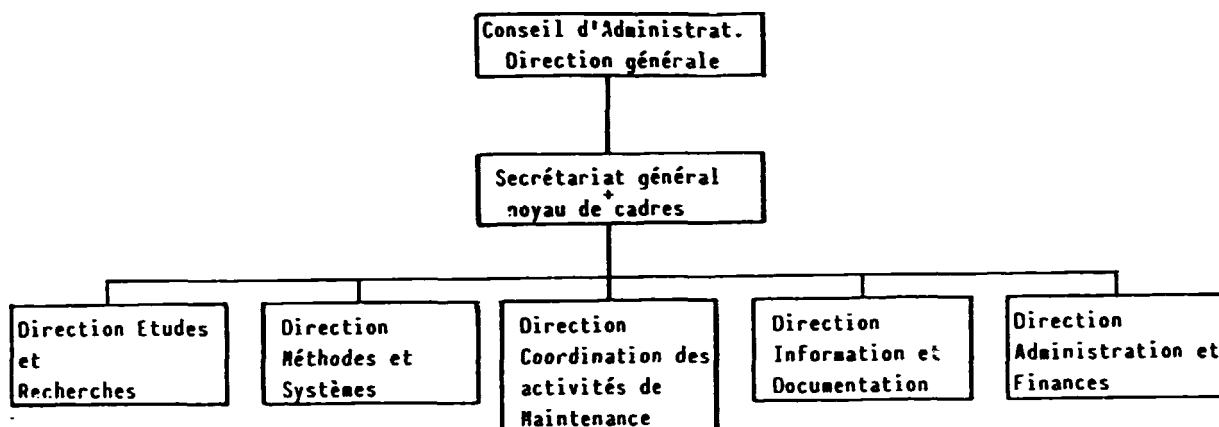 Conseil d'Administrat.
Direction générale
Secrétariat général
+
noyau de cadres
Direction Etudes
et
Recherches
Direction
Méthodes et
Systèmes
Direction
Coordination des
activités de
Maintenance
Direction
Information et
Documentation
Direction
Administration et
Finances